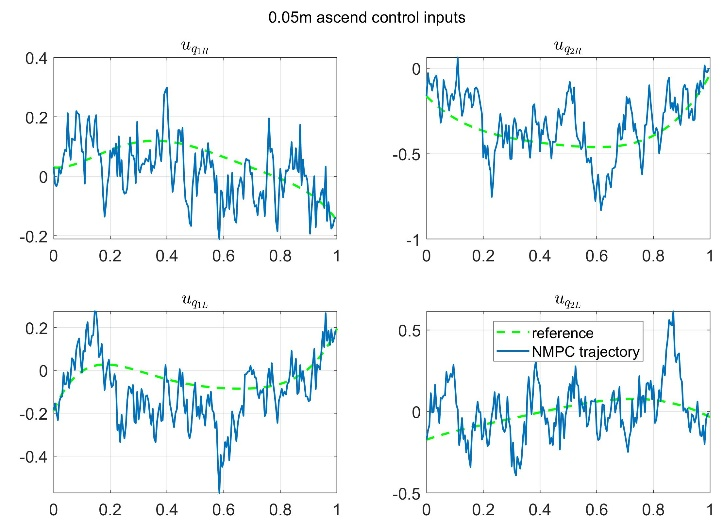 0.05m ascend control inputs
u_{q_{1R}}
u_{q_{2R}}
0.4
0.2
0
-0.2
0 0.2 0.4 0.6 0.8 1
0
-0.5
-1
0 0.2 0.4 0.6 0.8 1
u_{q_{1L}}
u_{q_{2L}}
0.2
0
-0.2
-0.4
0 0.2 0.4 0.6 0.8 1
0.5
0
-0.5
0 0.2 0.4 0.6 0.8 1
reference
NMPC trajectory